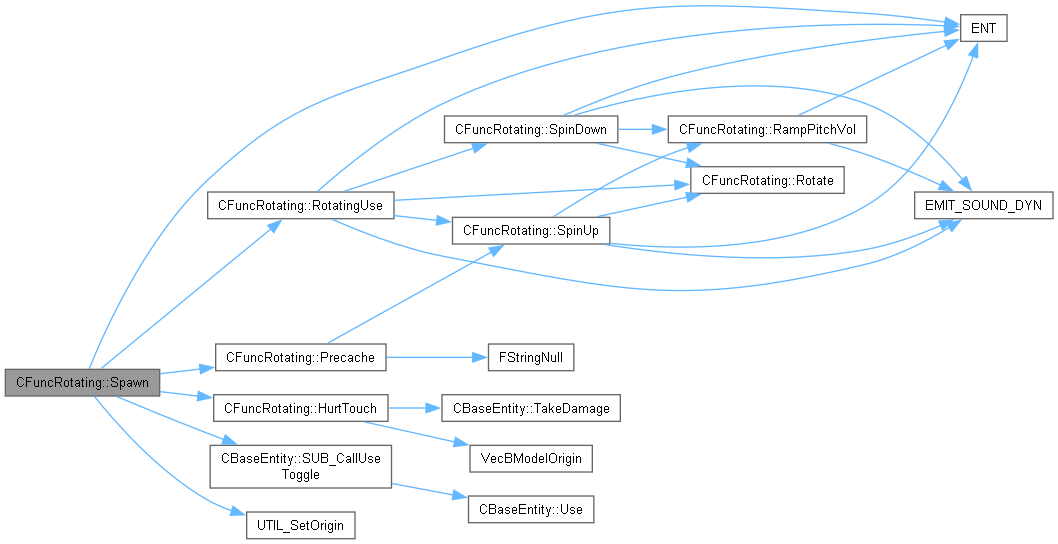 ENT
CFuncRotating::SpinDown
CFuncRotating::RampPitchVol
CFuncRotating::Rotate
CFuncRotating::RotatingUse
EMIT_SOUND_DYN
CFuncRotating::SpinUp
CFuncRotating::Precache
FStringNull
CFuncRotating::Spawn
CFuncRotating::HurtTouch
CBaseEntity::TakeDamage
VecBModelOrigin
CBaseEntity::SUB_CallUse
Toggle
CBaseEntity::Use
UTIL_SetOrigin